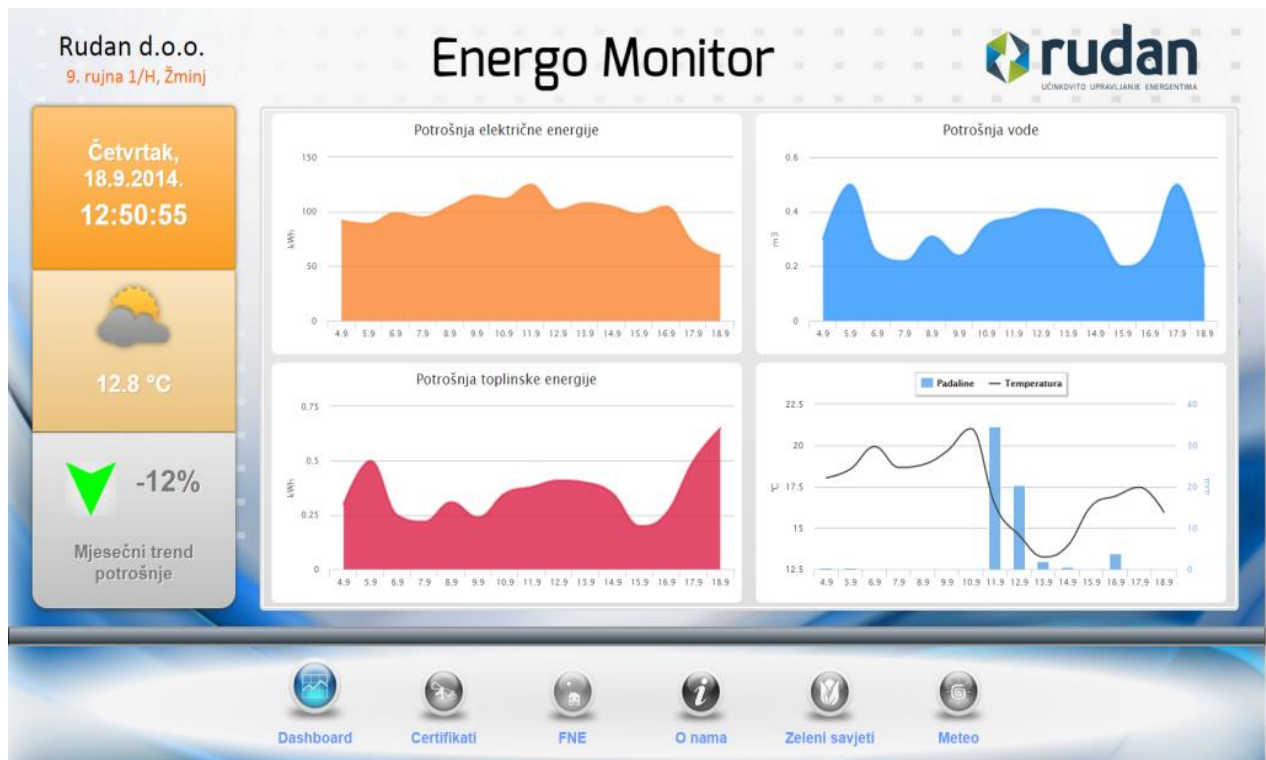 Rudan d.o.o.
9. rujna 1/H, Žminj
Energo Monitor
rudan
UČINKOVITO UPRAVLJANJE ENERGENTIMA
Četvrtak,
18.9.2014.
12:50:55
12.8 °C
-12%
Mjesečni trend
potrošnje
Potrošnja električne energije
150
100
50
0
kWh
4.9 5.9 6.9 7.9 8.9 9.9 10.9 11.9 12.9 13.9 14.9 15.9 16.9 17.9 18.9
Potrošnja vode
0.6
0.4
0.2
0
m3
4.9 5.9 6.9 7.9 8.9 9.9 10.9 11.9 12.9 13.9 14.9 15.9 16.9 17.9 18.9
Potrošnja toplinske energije
0.75
0.5
0.25
0
kWh
4.9 5.9 6.9 7.9 8.9 9.9 10.9 11.9 12.9 13.9 14.9 15.9 16.9 17.9 18.9
Padaline Temperatura
22.5
20
17.5
15
12.5
°C
40
30
20
10
0
mm
4.9 5.9 6.9 7.9 8.9 9.9 10.9 11.9 12.9 13.9 14.9 15.9 16.9 17.9 18.9
Dashboard Certifikati FNE O nama Zeleni savjeti Meteo